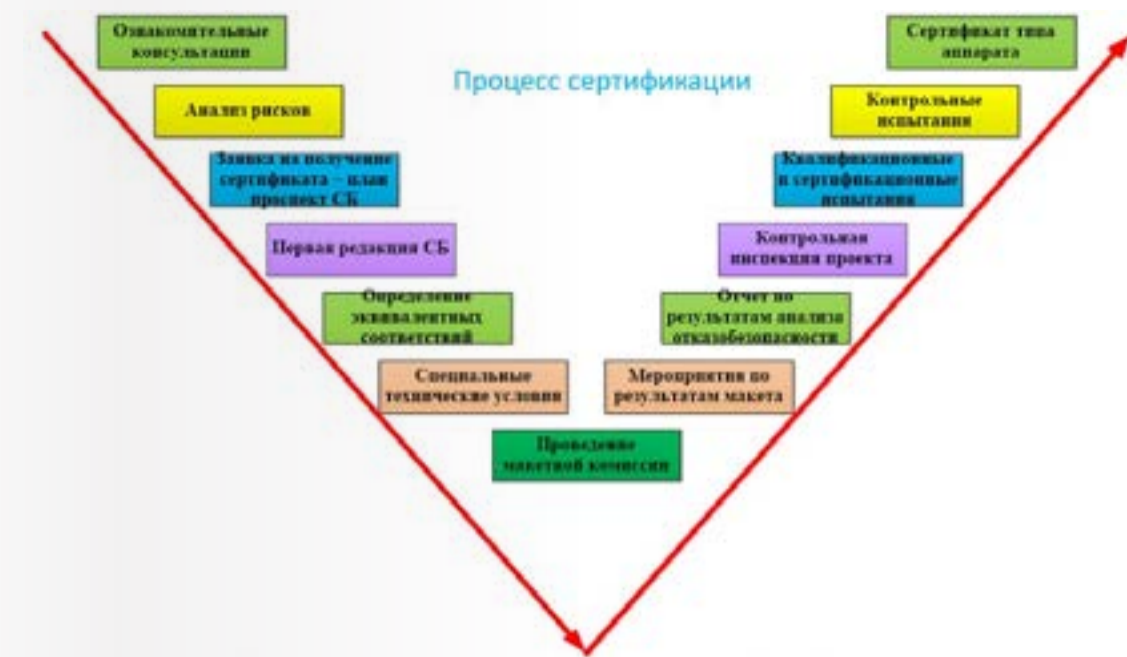 Ознакомительные
консультации
Сертификат типа
аппарата
Процесс сертификации
Анализ рисков
Контрольные
испытания
Заявка на получение
сертификата – план
проспект СБ
Квалификационные
и сертификационные
испытания
Первая редакция СБ
Контрольная
инспекция проекта
Определение
эквивалентных
соответствий
Отчет по
результатам анализа
отказобезопасности
Специальные
технические условия
Мероприятия по
результатам макета
Проведение
макетной комиссии